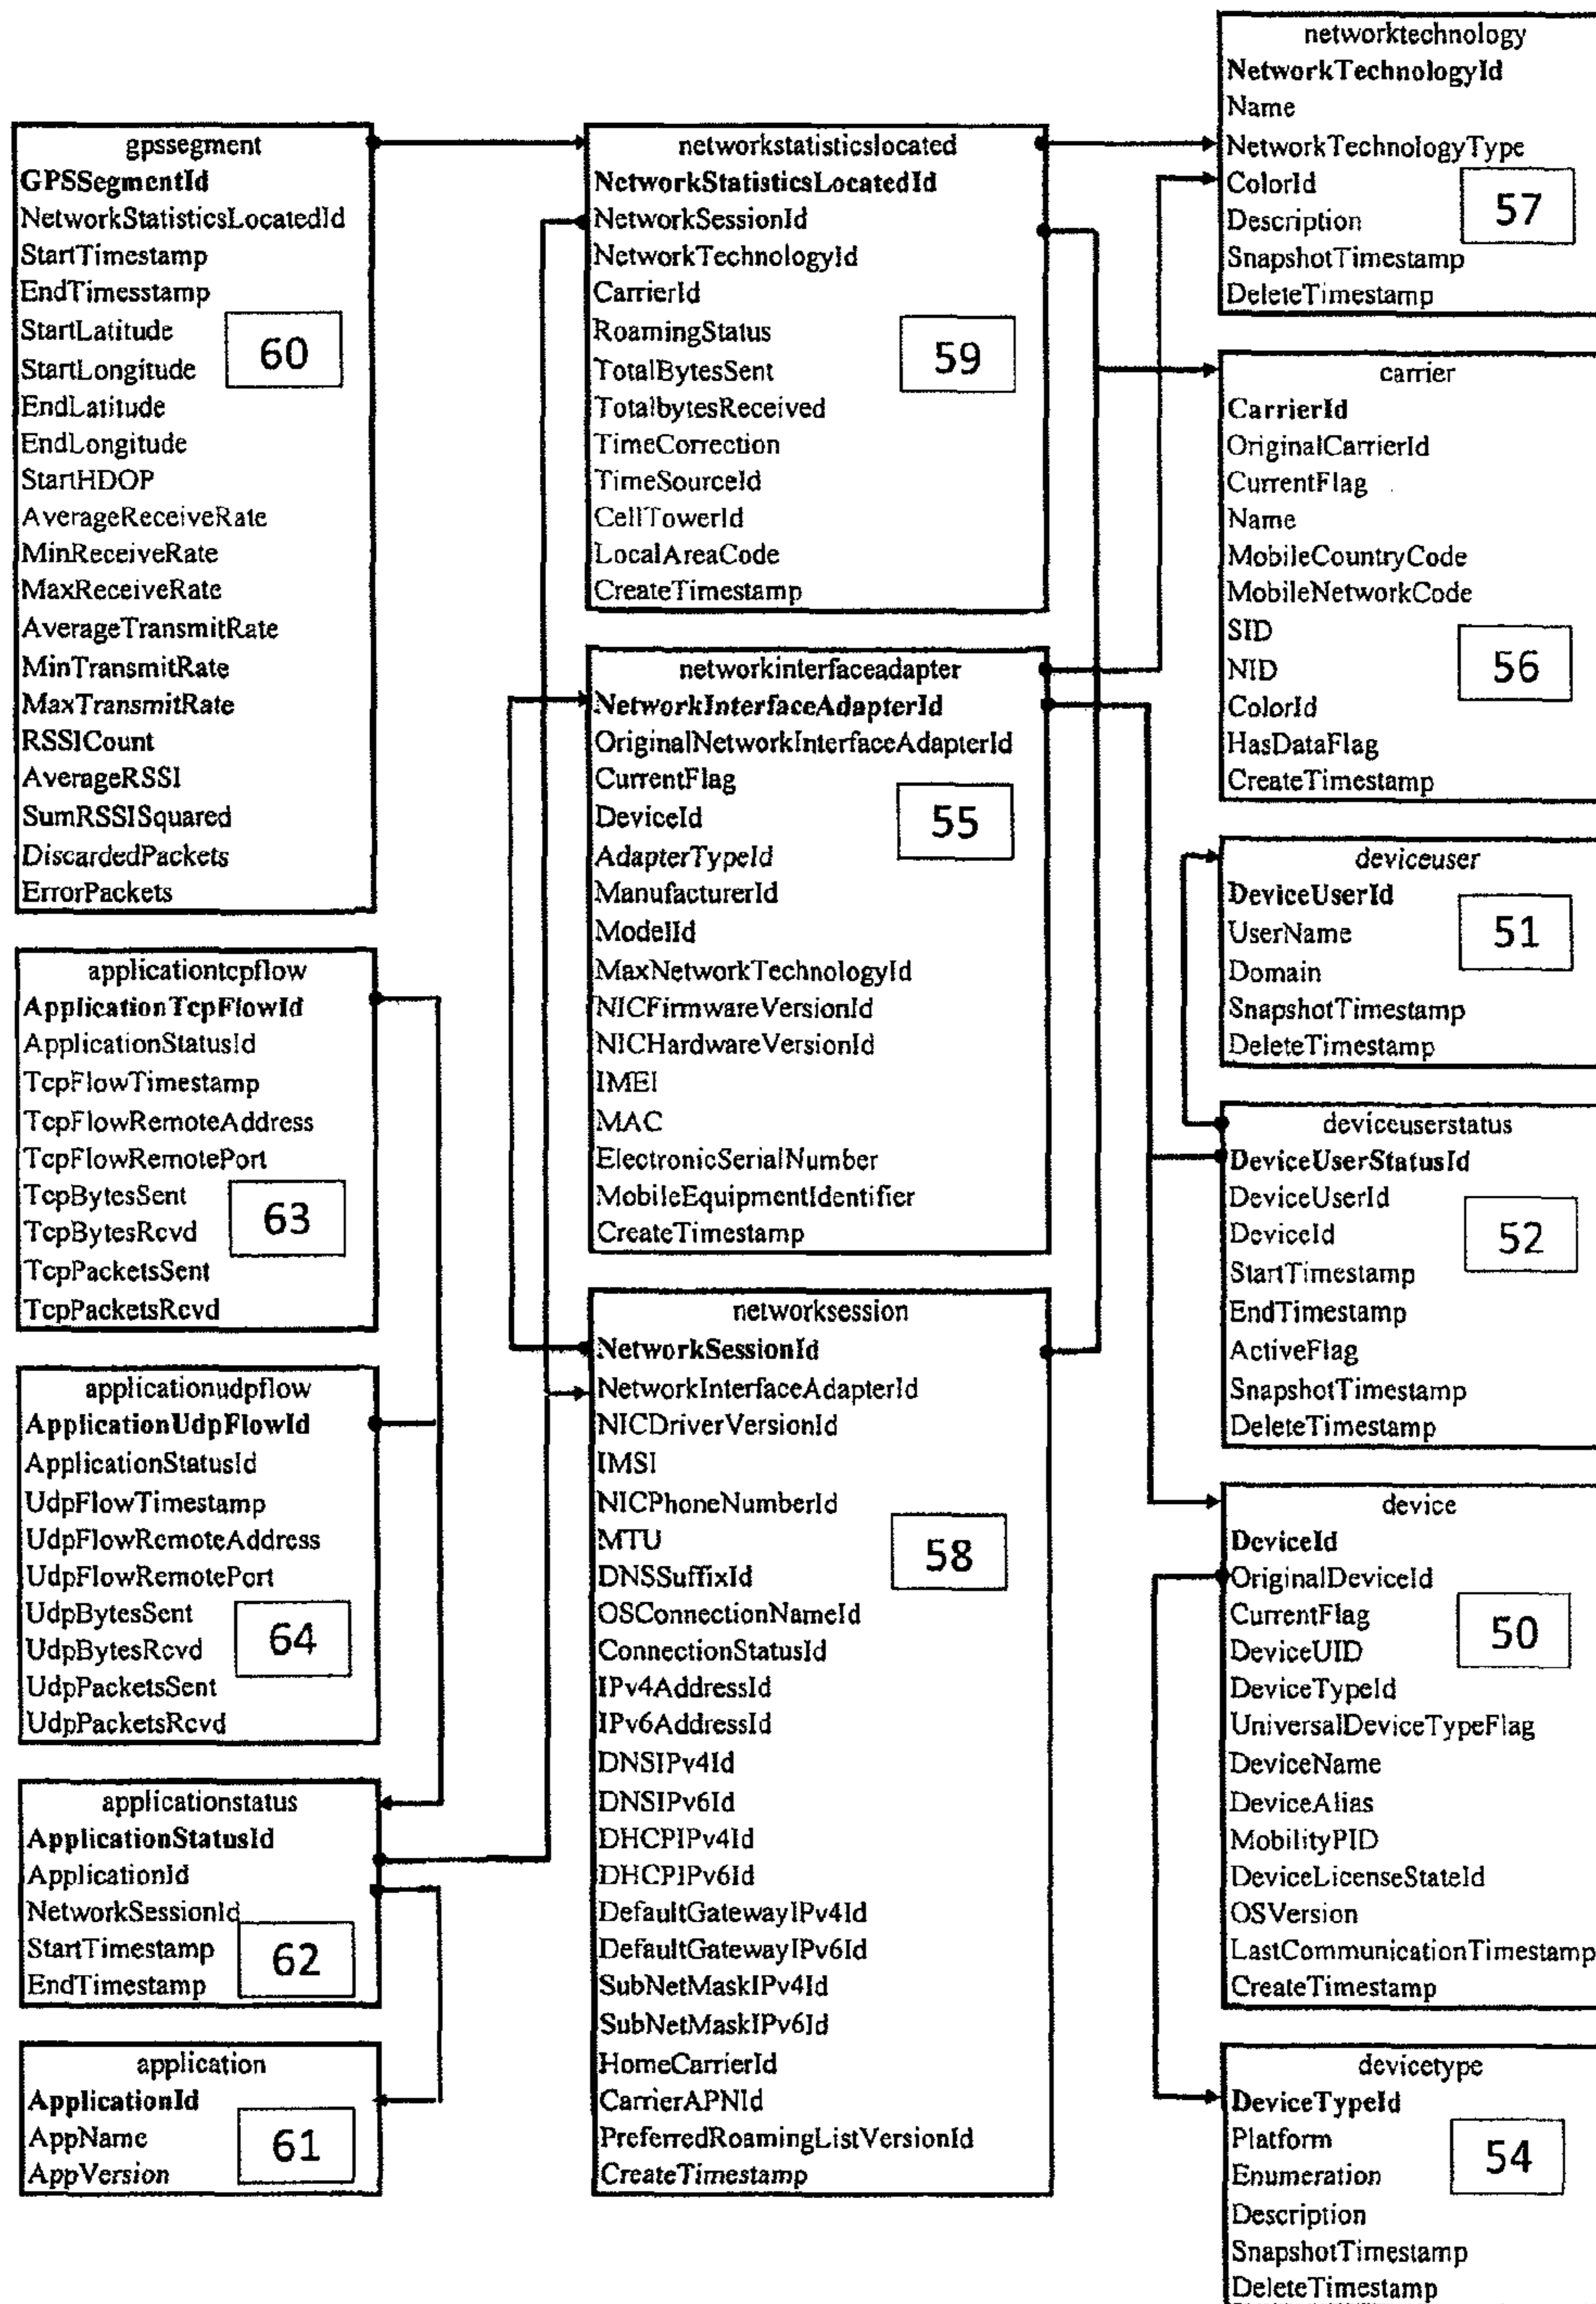 gpssegment
GPSSegmentId
NetworkStatisticsLocatedId
StartTimestamp
EndTimesstamp
StartLatitude
StartLongitude
EndLatitude
EndLongitude
StartHDOP
AverageReceiveRate
MinReceiveRate
MaxReceiveRate
AverageTransmitRate
MinTransmitRate
MaxTransmitRate
RSSICount
AverageRSSI
SumRSSISquared
DiscardedPackets
ErrorPackets
60
applicationtcpflow
ApplicationTcpFlowId
ApplicationStatusId
TcpFlowTimestamp
TcpFlowRemoteAddress
TcpFlowRemotePort
TcpBytesSent
TcpBytesRcvd
TcpPacketsSent
TcpPacketsRcvd
63
applicationudpflow
ApplicationUdpFlowId
ApplicationStatusId
UdpFlowTimestamp
UdpFlowRemoteAddress
UdpFlowRemotePort
UdpBytesSent
UdpBytesRcvd
UdpPacketsSent
UdpPacketsRcvd
64
applicationstatus
ApplicationStatusId
ApplicationId
NetworkSessionId
StartTimestamp
EndTimestamp
62
application
ApplicationId
AppName
AppVersion
61
networkstatisticslocated
NetworkStatisticsLocatedId
NetworkSessionId
NetworkTechnologyId
CarrierId
RoamingStatus
TotalBytesSent
TotalbytesReceived
TimeCorrection
TimeSourceId
CellTowerId
LocalAreaCode
CreateTimestamp
59
networkinterfaceadapter
NetworkInterfaceAdapterId
OriginalNetworkInterfaceAdapterId
CurrentFlag
DeviceId
AdapterTypeId
ManufacturerId
ModelId
MaxNetworkTechnologyId
NICFirmwareVersionId
NICHardwareVersionId
IMEI
MAC
ElectronicSerialNumber
MobileEquipmentIdentifier
CreateTimestamp
55
networksession
NetworkSessionId
NetworkInterfaceAdapterId
NICDriverVersionId
IMSI
NICPhoneNumberId
MTU
DNSSuffixId
OSConnectionNameId
ConnectionStatusId
IPv4AddressId
IPv6AddressId
DNSIPv4Id
DNSIPv6Id
DHCPIPv4Id
DHCPIPv6Id
DefaultGatewayIPv4Id
DefaultGatewayIPv6Id
SubNetMaskIPv4Id
SubNetMaskIPv6Id
HomeCarrierId
CarrierAPNId
PreferredRoamingListVersionId
CreateTimestamp
58
networktechnology
NetworkTechnologyId
Name
NetworkTechnologyType
ColorId
Description
SnapshotTimestamp
DeleteTimestamp
57
carrier
CarrierId
OriginalCarrierId
CurrentFlag
Name
MobileCountryCode
MobileNetworkCode
SID
NID
ColorId
HasDataFlag
CreateTimestamp
56
deviceuser
DeviceUserId
UserName
Domain
SnapshotTimestamp
DeleteTimestamp
51
deviceuserstatus
DeviceUserStatusId
DeviceUserId
DeviceId
StartTimestamp
EndTimestamp
ActiveFlag
SnapshotTimestamp
DeleteTimestamp
52
device
DeviceId
OriginalDeviceId
CurrentFlag
DeviceUID
DeviceTypeId
UniversalDeviceTypeFlag
DeviceName
DeviceAlias
MobilityPID
DeviceLicenseStateId
OSVersion
LastCommunicationTimestamp
CreateTimestamp
50
devicetype
DeviceTypeId
Platform
Enumeration
Description
SnapshotTimestamp
DeleteTimestamp
54